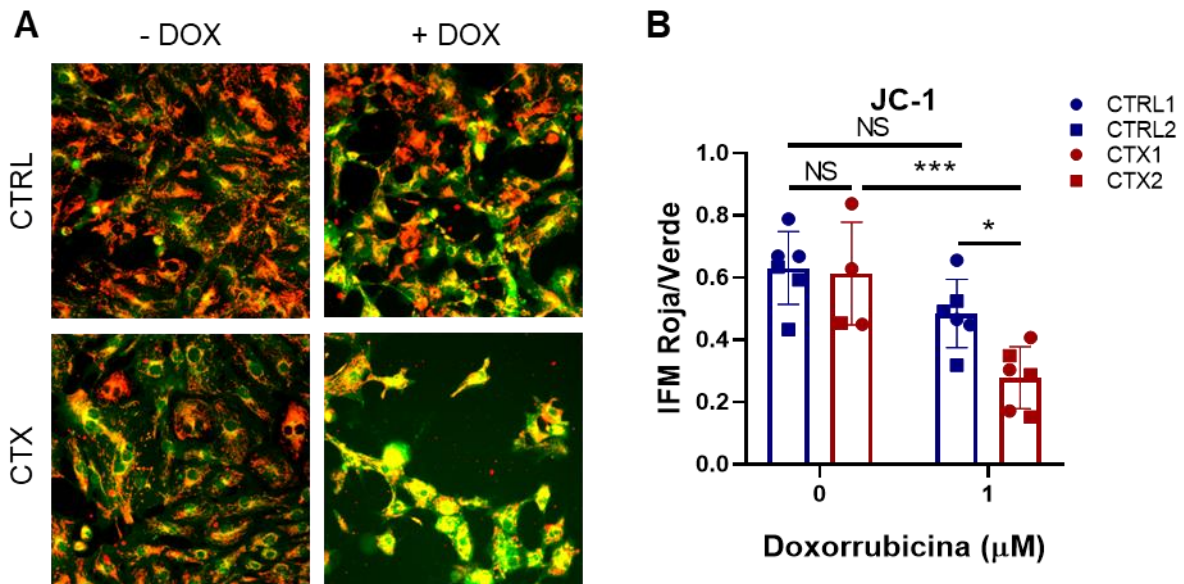 A
- DOX
+ DOX
CTRL
CTX
B
JC-1
NS
NS
***
*
CTRL1
CTRL2
CTX1
CTX2
IFM Roja/Verde
1.0
0.8
0.6
0.4
0.2
0.0
0
1
Doxorrubicina (μM)